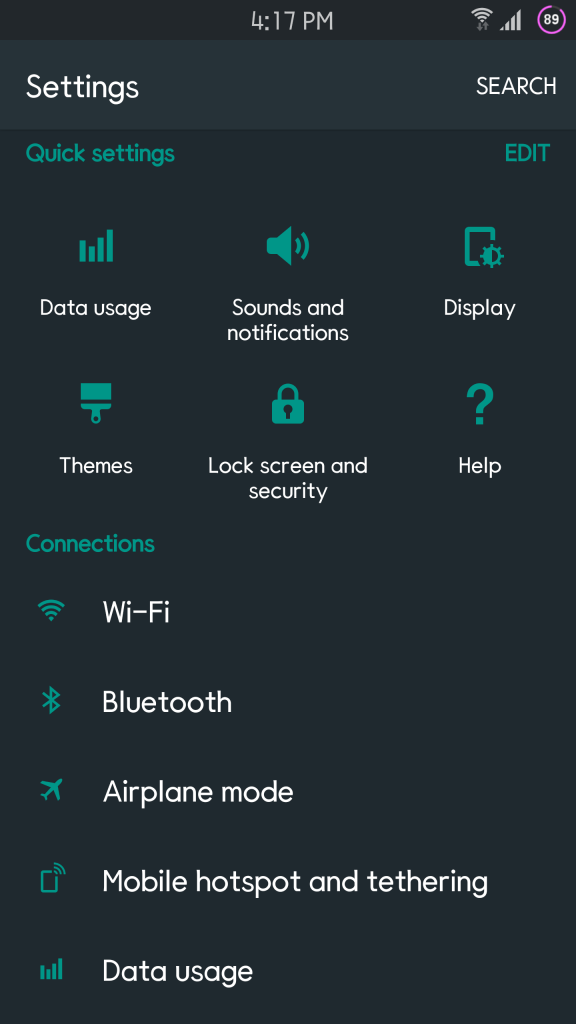 4:17 PM 89
Settings SEARCH
Quick settings EDIT
Data usage
Sounds and
notifications
Display
Themes
Lock screen and
security
Help
Connections
Wi-Fi
Bluetooth
Airplane mode
Mobile hotspot and tethering
Data usage